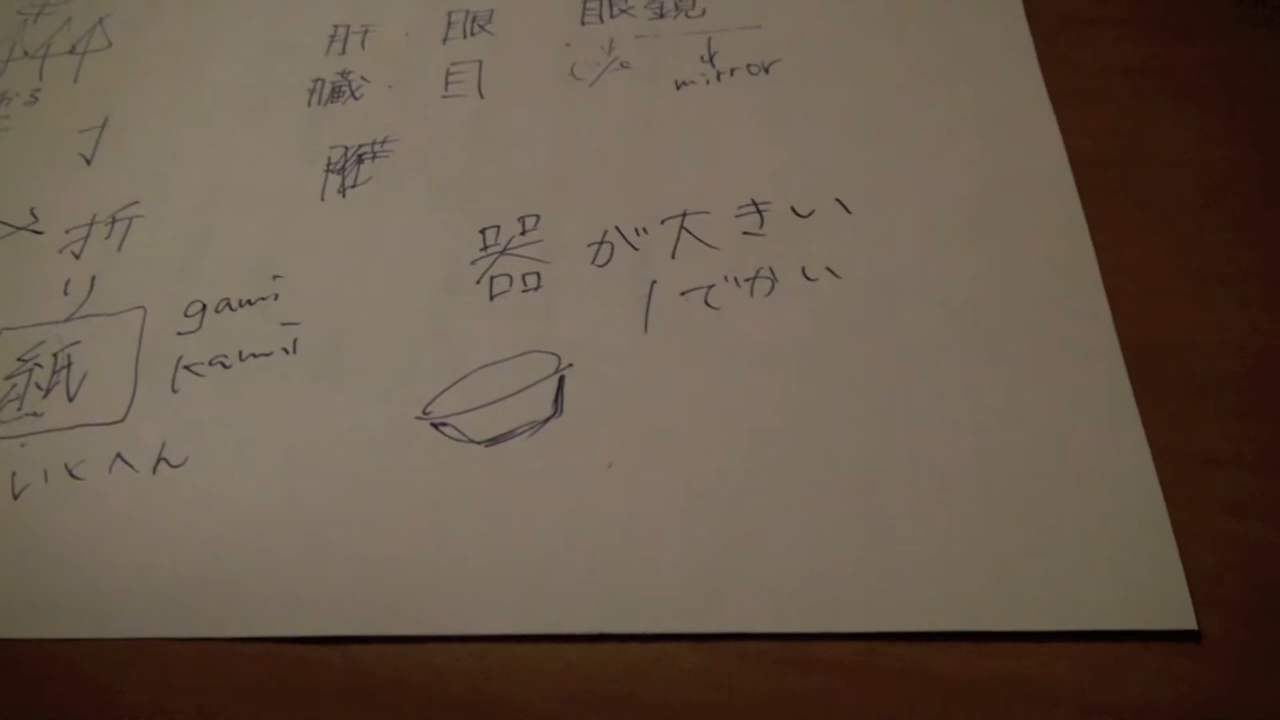 肝 眼 眼鏡
臓 目 mirror
折
り
紙
gami
kami
いとへん
器が大きい
/でかい